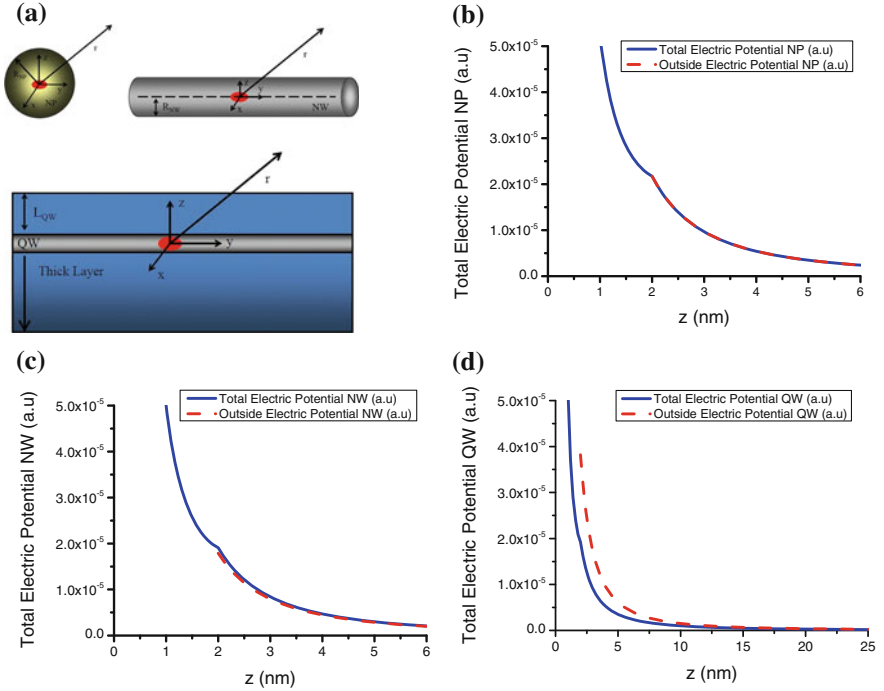 (a)
z
r
R_NP
y
x
NP
z
r
y
x
R_NW
NW
L_QW
z
r
QW
y
x
Thick Layer
(b)
Total Electric Potential NP (a.u)
Outside Electric Potential NP (a.u)
Total Electric Potential NP (a.u)
5.0x10⁻⁵
4.0x10⁻⁵
3.0x10⁻⁵
2.0x10⁻⁵
1.0x10⁻⁵
0.0
0 1 2 3 4 5 6
z (nm)
(c)
Total Electric Potential NW (a.u)
Outside Electric Potential NW (a.u)
Total Electric Potential NW (a.u)
5.0x10⁻⁵
4.0x10⁻⁵
3.0x10⁻⁵
2.0x10⁻⁵
1.0x10⁻⁵
0.0
0 1 2 3 4 5 6
z (nm)
(d)
Total Electric Potential QW (a.u)
Outside Electric Potential QW (a.u)
Total Electric Potential QW (a.u)
5.0x10⁻⁵
4.0x10⁻⁵
3.0x10⁻⁵
2.0x10⁻⁵
1.0x10⁻⁵
0.0
0 5 10 15 20 25
z (nm)